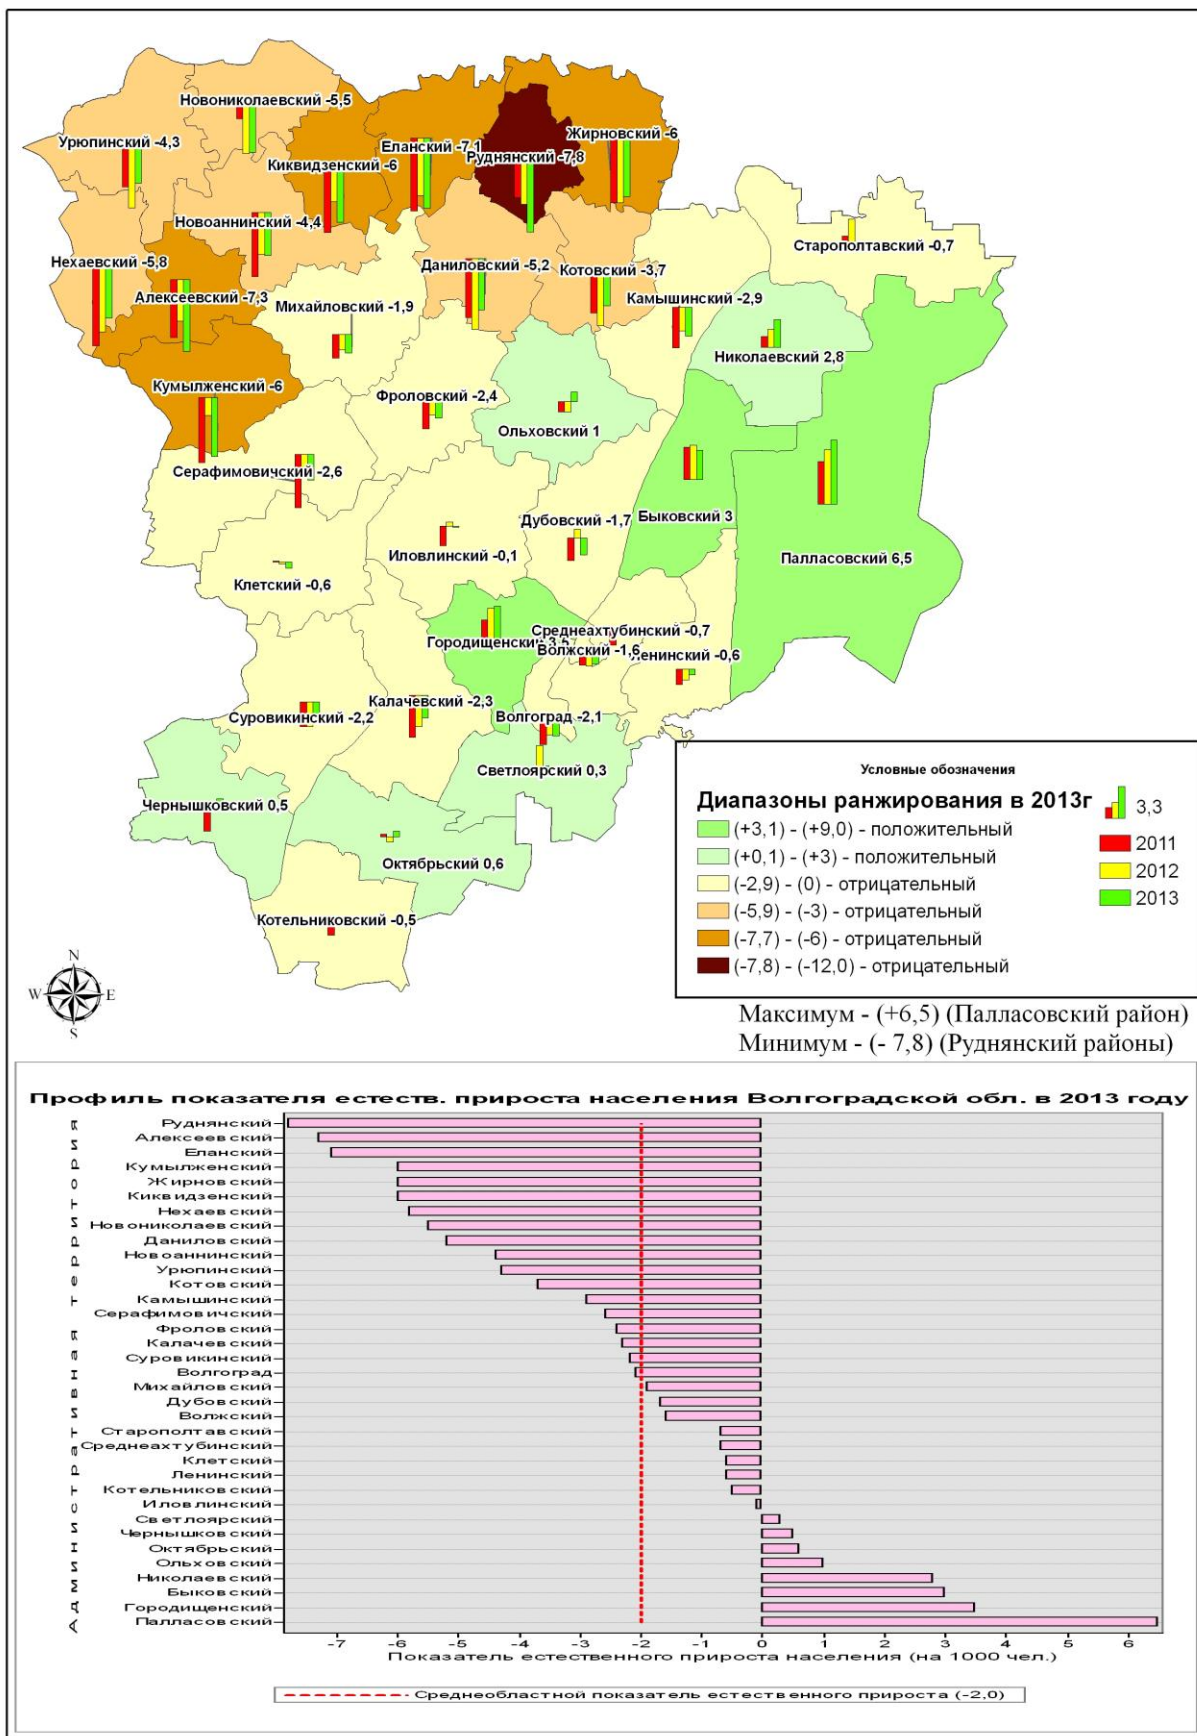 Новониколаевский -5,5
Урюпинский -4,3
Киквидзенский -6
Еланский -7,1
Руднянский -7,8
Жирновский -6
Новоаннинский -4,4
Нехаевский -5,8
Алексеевский -7,3
Михайловский -1,9
Даниловский -5,2
Котовский -3,7
Камышинский -2,9
Старополтавский -0,7
Николаевский 2,8
Кумылженский -6
Фроловский -2,4
Ольховский 1
Серафимовичский -2,6
Быковский 3
Дубовский -1,7
Иловлинский -0,1
Палласовский 6,5
Клетский -0,6
Городищенский 3,5
Среднеахтубинский -0,7
Волжский -1,6
Ленинский -0,6
Калачевский -2,3
Суровикинский -2,2
Волгоград -2,1
Светлоярский 0,3
Чернышковский 0,5
Октябрьский 0,6
Котельниковский -0,5
N
W E
S
Условные обозначения
Диапазоны ранжирования в 2013г
(+3,1) - (+9,0) - положительный
(+0,1) - (+3) - положительный
(-2,9) - (0) - отрицательный
(-5,9) - (-3) - отрицательный
(-7,7) - (-6) - отрицательный
(-7,8) - (-12,0) - отрицательный
3,3
2011
2012
2013
Максимум - (+6,5) (Палласовский район)
Минимум - (- 7,8) (Руднянский районы)
Профиль показателя естеств. прироста населения Волгоградской обл. в 2013 году
Административная территория
Руднянский
Алексеевский
Еланский
Кумылженский
Жирновский
Киквидзенский
Нехаевский
Новониколаевский
Даниловский
Новоаннинский
Урюпинский
Котовский
Камышинский
Серафимовичский
Фроловский
Калачевский
Суровикинский
Волгоград
Михайловский
Дубовский
Волжский
Старополтавский
Среднеахтубинский
Клетский
Ленинский
Котельниковский
Иловлинский
Светлоярский
Чернышковский
Октябрьский
Ольховский
Николаевский
Быковский
Городищенский
Палласовский
-7 -6 -5 -4 -3 -2 -1 0 1 2 3 4 5 6
Показатель естественного прироста населения (на 1000 чел.)
Среднеобластной показатель естественного прироста (-2,0)